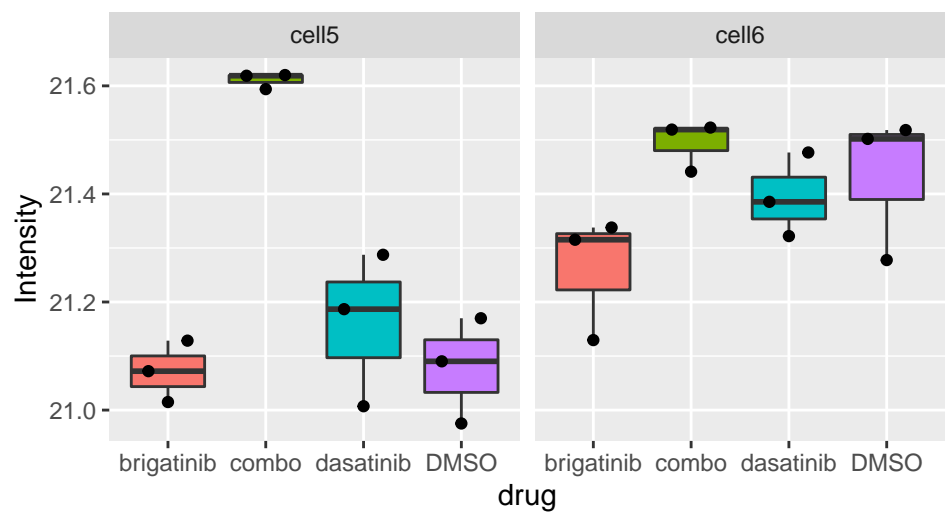 cell5 cell6
Intensity
21.6
21.4
21.2
21.0
brigatinib combo dasatinib DMSO brigatinib combo dasatinib DMSO
drug